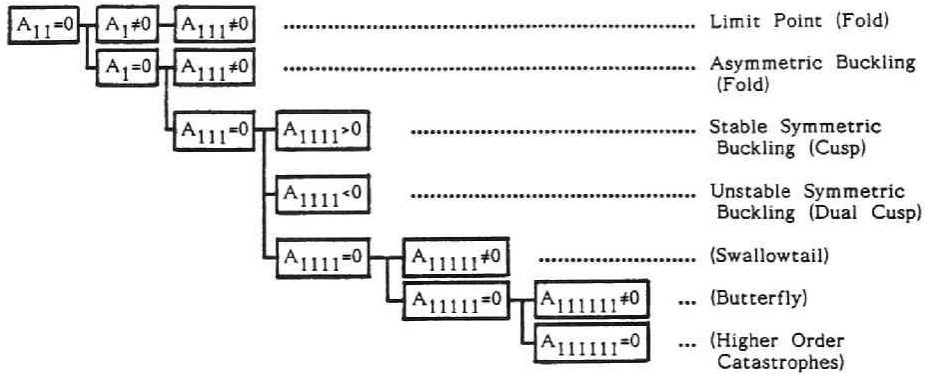 A11=0 A1≠0 A111≠0 Limit Point (Fold)
A1=0 A111≠0 Asymmetric Buckling
(Fold)
A111=0 A1111>0 Stable Symmetric
Buckling (Cusp)
A1111<0 Unstable Symmetric
Buckling (Dual Cusp)
A1111=0 A11111≠0 (Swallowtail)
A11111=0 A111111≠0 ... (Butterfly)
A111111=0 ... (Higher Order
Catastrophes)